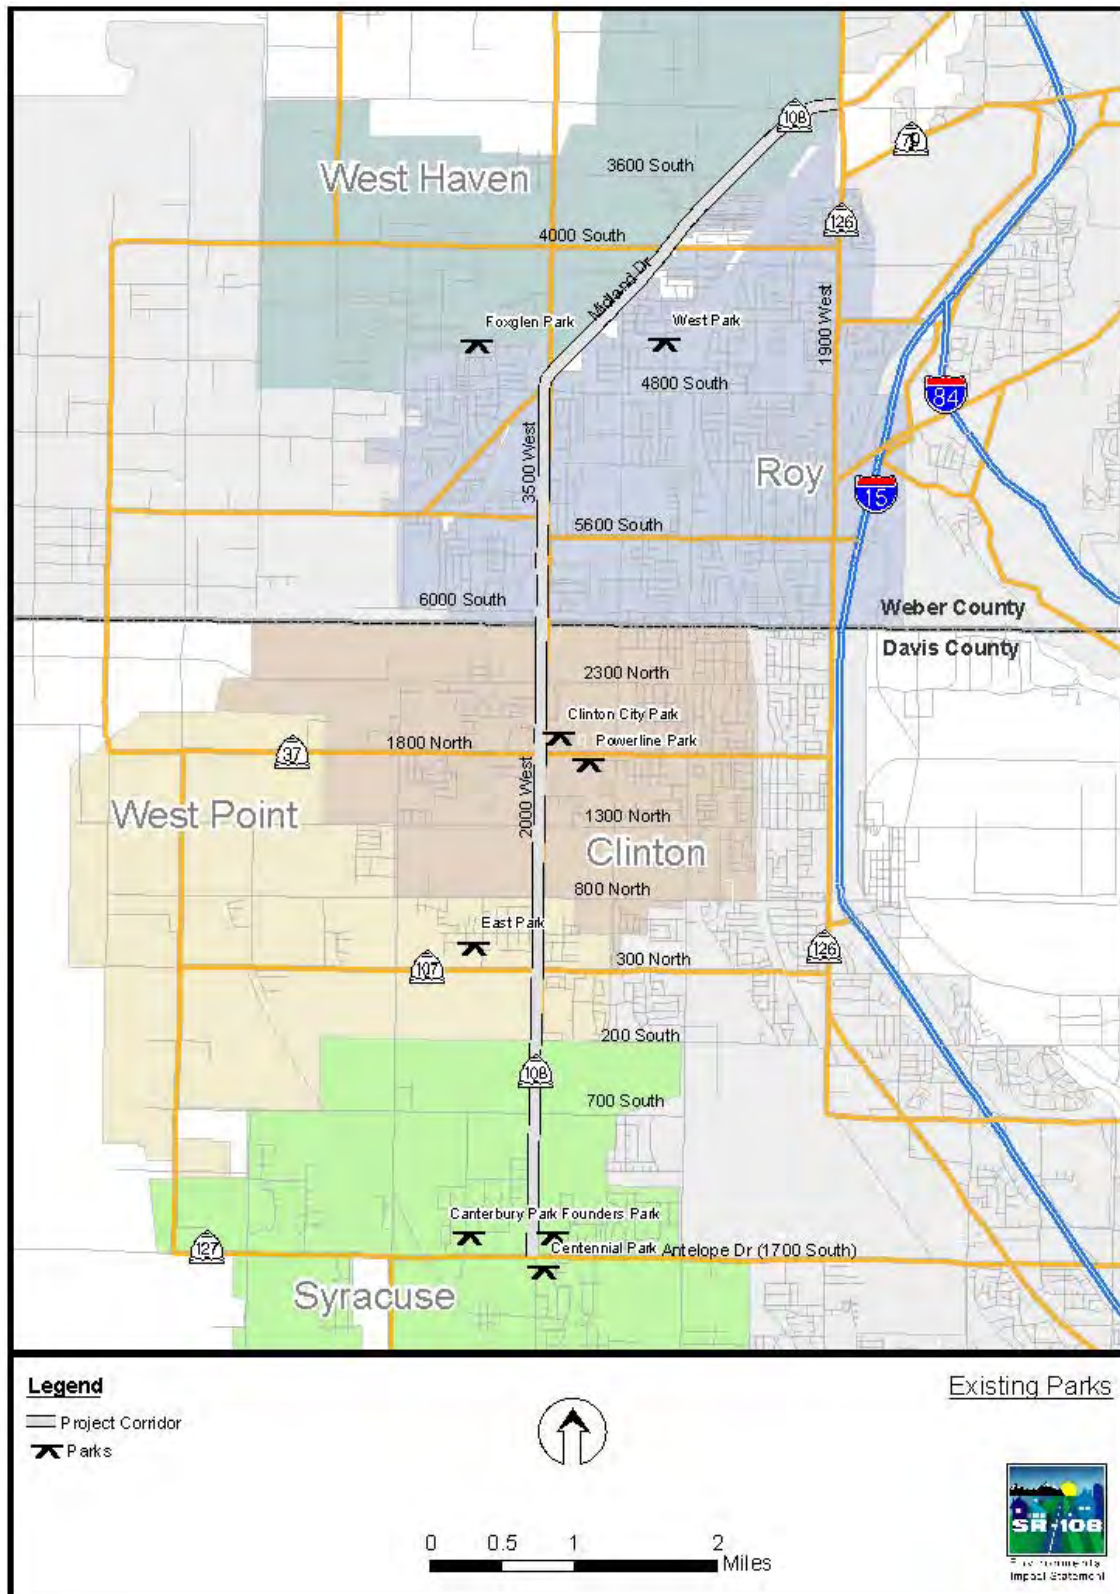 108
79
West Haven
3600 South
126
4000 South
Midland Dr
Foxglen Park
West Park
1900 West
4800 South
84
3500 West
Roy
15
5600 South
6000 South
Weber County
Davis County
2300 North
Clinton City Park
1800 North
Powerline Park
37
2000 West
West Point
1300 North
Clinton
800 North
East Park
126
107
300 North
200 South
108
700 South
Canterbury Park Founders Park
127
Centennial Park Antelope Dr (1700 South)
Syracuse
Legend
Existing Parks
Project Corridor
Parks
0 0.5 1 2
Miles
SR-108
Environmental
Impact Statement